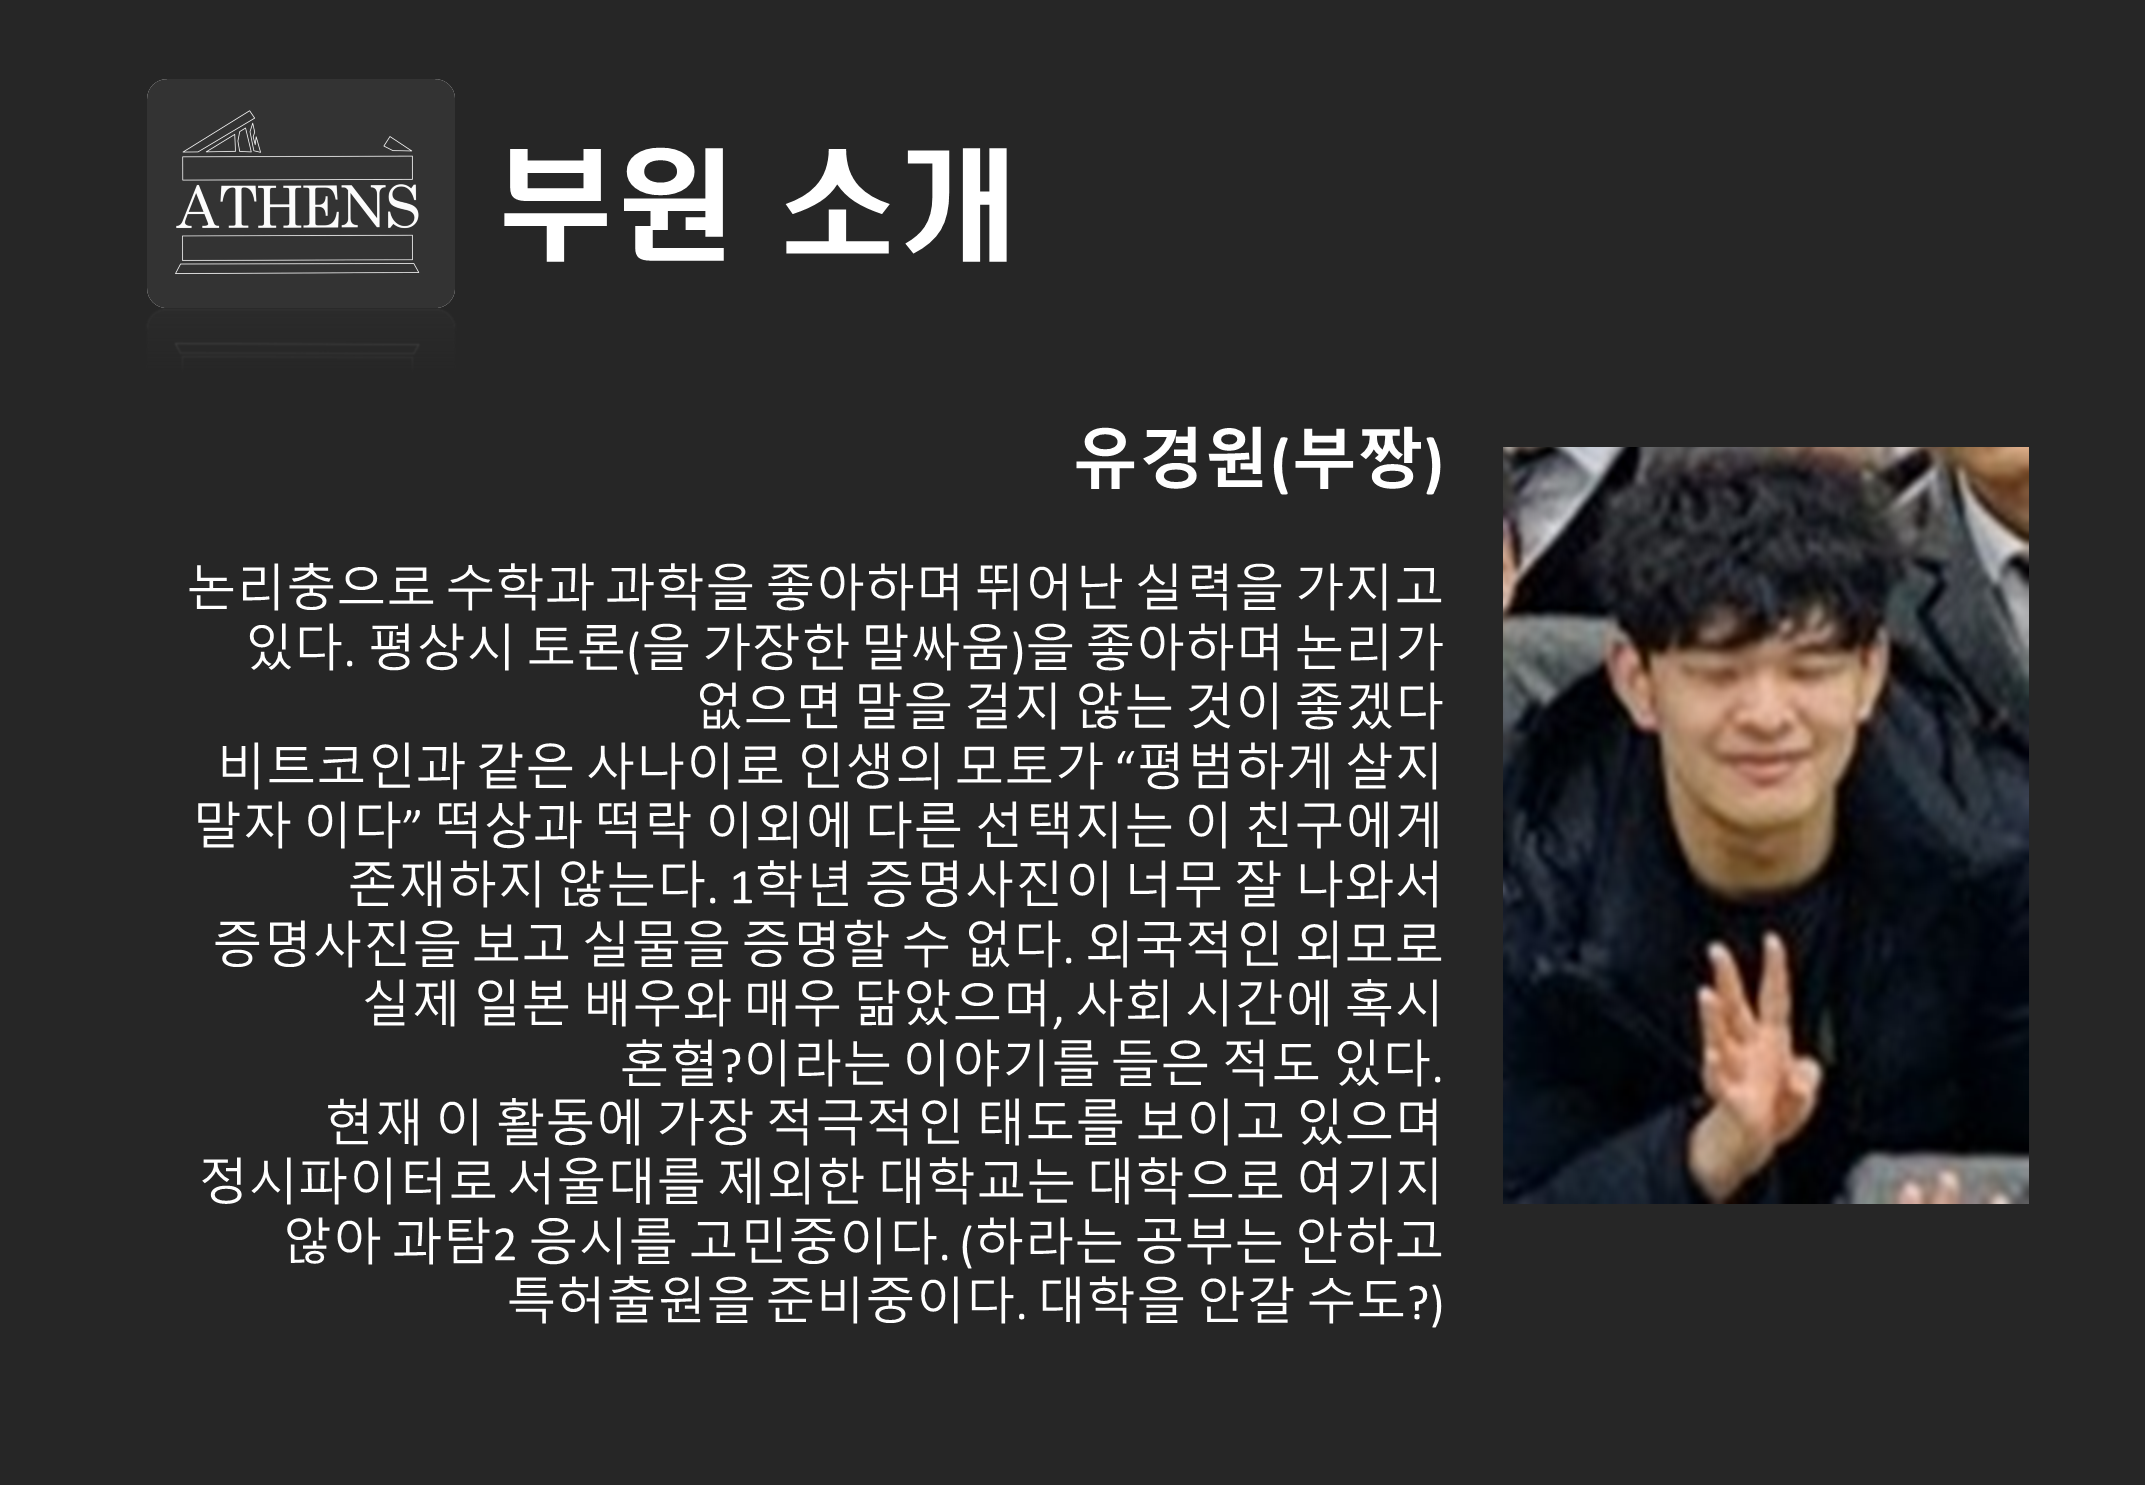 ATHENS
부원 소개
유경원(부짱)
논리충으로 수학과 과학을 좋아하며 뛰어난 실력을 가지고
있다. 평상시 토론(을 가장한 말싸움)을 좋아하며 논리가
없으면 말을 걸지 않는 것이 좋겠다
비트코인과 같은 사나이로 인생의 모토가 “평범하게 살지
말자 이다” 떡상과 떡락 이외에 다른 선택지는 이 친구에게
존재하지 않는다. 1학년 증명사진이 너무 잘 나와서
증명사진을 보고 실물을 증명할 수 없다. 외국적인 외모로
실제 일본 배우와 매우 닮았으며, 사회 시간에 혹시
혼혈?이라는 이야기를 들은 적도 있다.
현재 이 활동에 가장 적극적인 태도를 보이고 있으며
정시파이터로 서울대를 제외한 대학교는 대학으로 여기지
않아 과탐2 응시를 고민중이다. (하라는 공부는 안하고
특허출원을 준비중이다. 대학을 안갈 수도?)